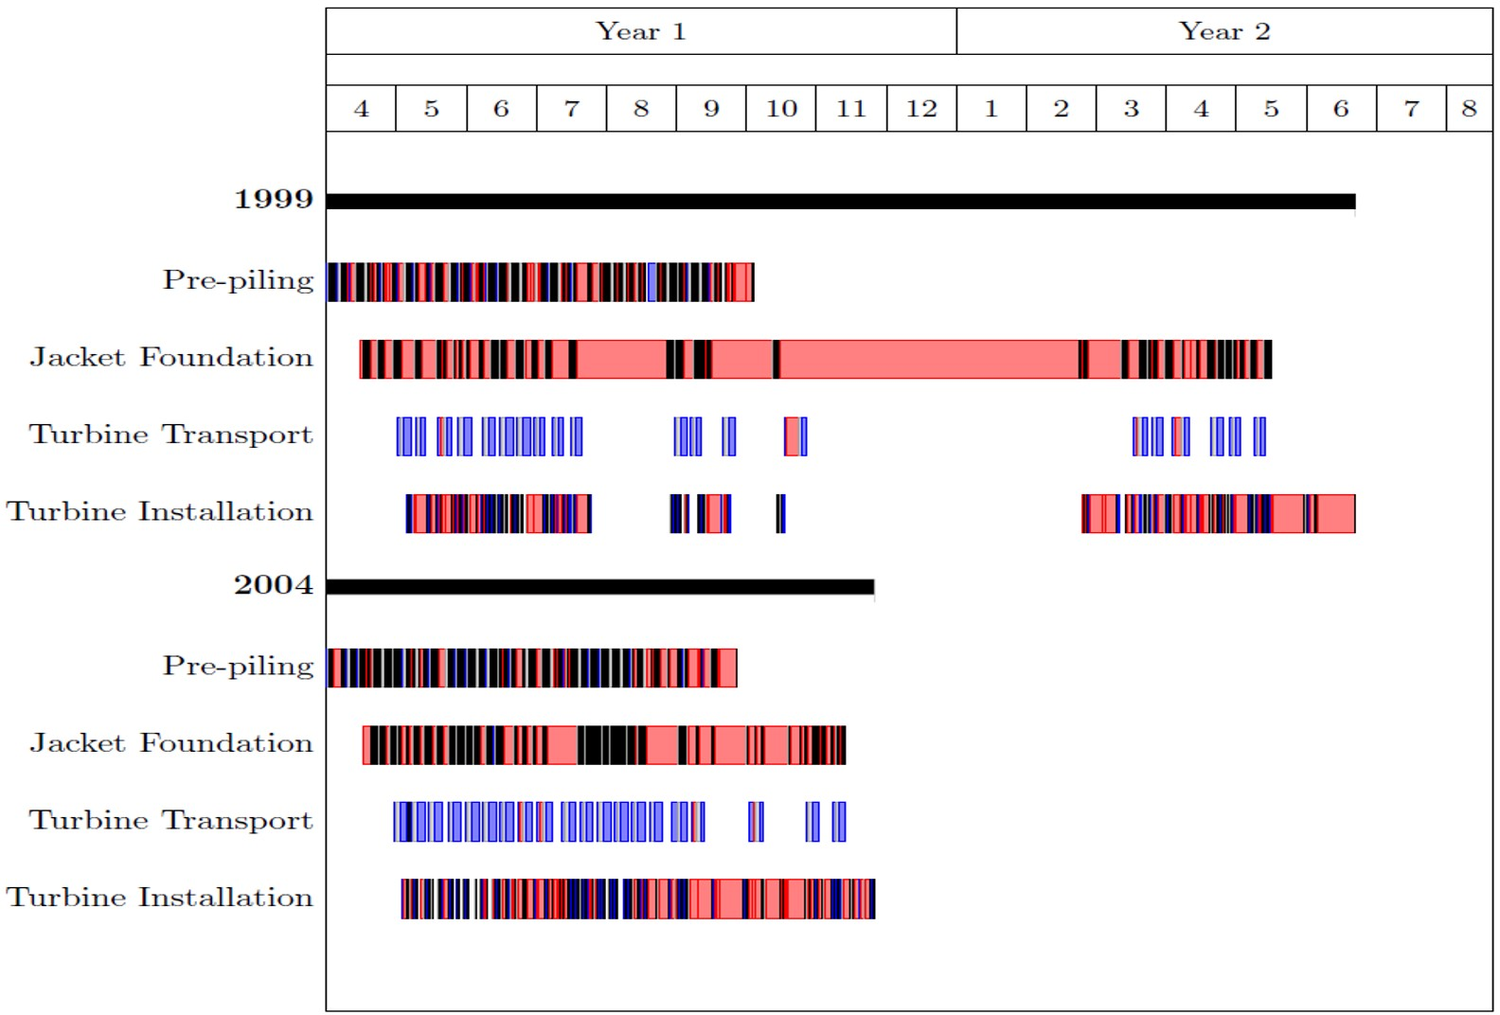 Year 1 Year 2
4 5 6 7 8 9 10 11 12 1 2 3 4 5 6 7 8
1999
Pre-piling
Jacket Foundation
Turbine Transport
Turbine Installation
2004
Pre-piling
Jacket Foundation
Turbine Transport
Turbine Installation